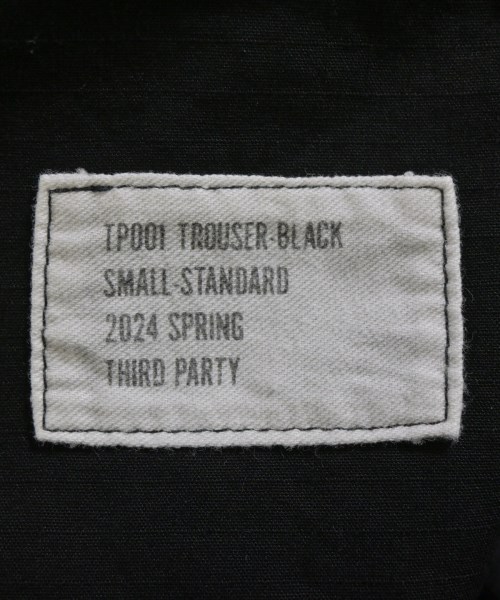 TP001 TROUSER-BLACK
SMALL-STANDARD
2024 SPRING
THIRD PARTY